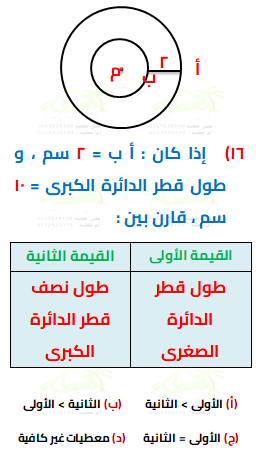 م
ب
٢
أ
١٦) إذا كان : أ ب = ٢ سم ، و
طول قطر الدائرة الكبرى = ١٠
سم ، قارن بين :
القيمة الأولى القيمة الثانية
طول قطر طول نصف
الدائرة قطر الدائرة
الصغرى الكبرى
(أ) الأولى > الثانية (ب) الثانية > الأولى
(ج) الأولى = الثانية (د) معطيات غير كافية